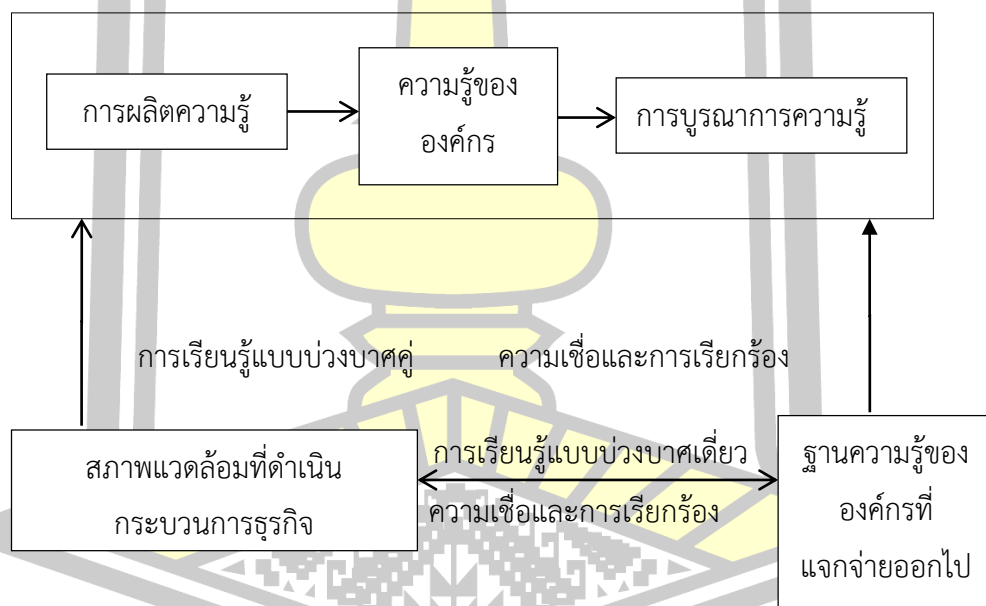 การผลิตความรู้
ความรู้ของ
องค์กร
การบูรณาการความรู้
การเรียนรู้แบบบ่วงบาศคู่
ความเชื่อและการเรียกร้อง
สภาพแวดล้อมที่ดำเนิน
กระบวนการธุรกิจ
การเรียนรู้แบบบ่วงบาศเดี่ยว
ความเชื่อและการเรียกร้อง
ฐานความรู้ของ
องค์กรที่
แจกจ่ายออกไป